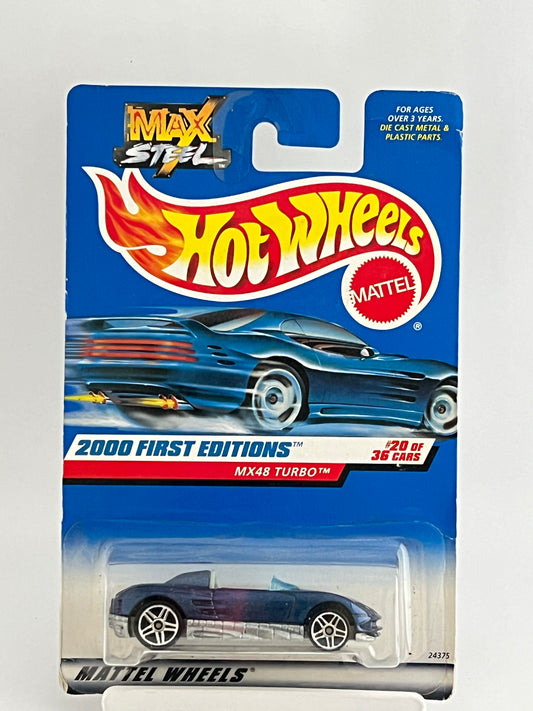 MAX
STEEL™
FOR AGES
OVER 3 YEARS.
DIE CAST METAL &
PLASTIC PARTS.
HOT WHEELS
MATTEL
®
2000 FIRST EDITIONS™
#20 OF
36 CARS
MX48 TURBO™
24375
MATTEL WHEELS®